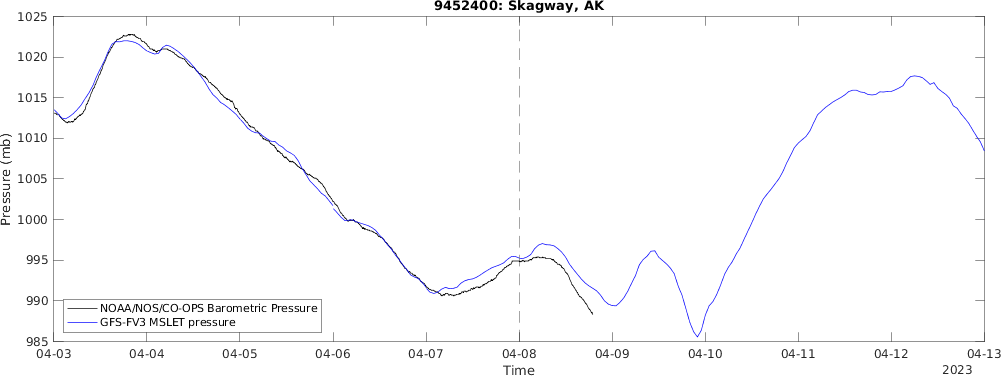 9452400: Skagway, AK
Pressure (mb)
1025
1020
1015
1010
1005
1000
995
990
985
NOAA/NOS/CO-OPS Barometric Pressure
GFS-FV3 MSLET pressure
04-03 04-04 04-05 04-06 04-07 04-08 04-09 04-10 04-11 04-12 04-13
Time
2023